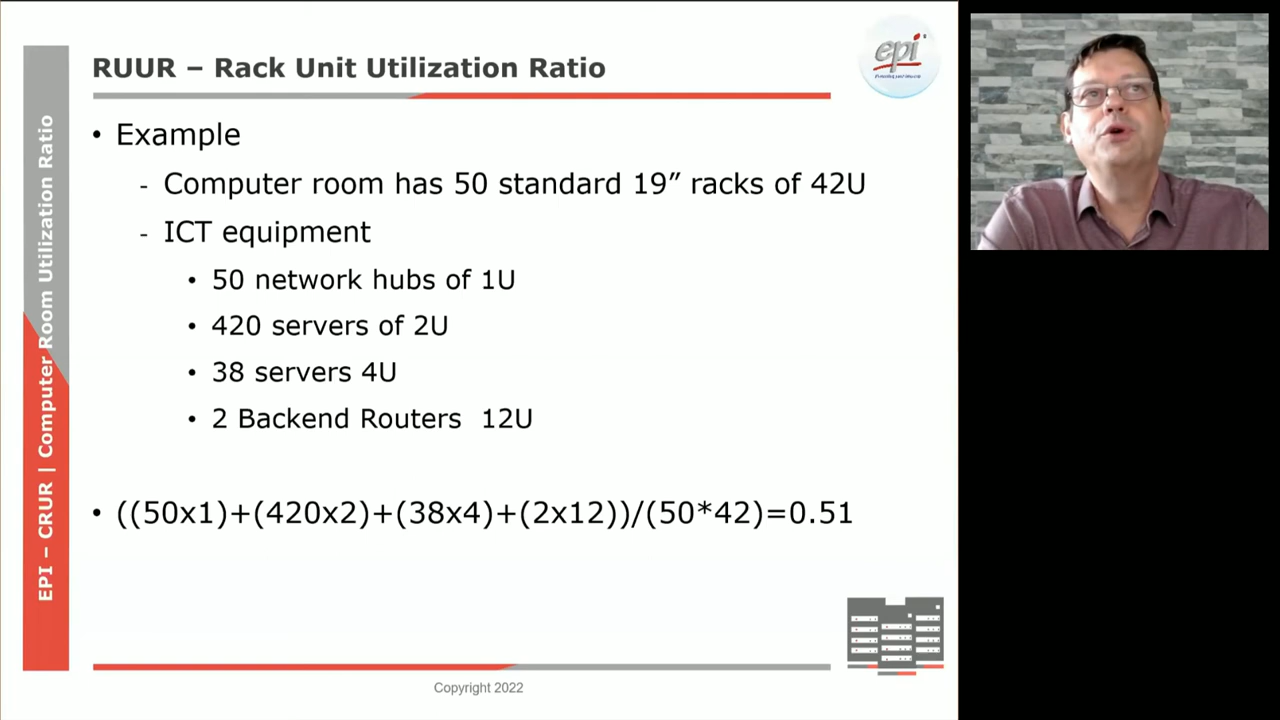 RUUR – Rack Unit Utilization Ratio
epi
• Example
- Computer room has 50 standard 19” racks of 42U
- ICT equipment
• 50 network hubs of 1U
• 420 servers of 2U
• 38 servers 4U
• 2 Backend Routers 12U
• ((50x1)+(420x2)+(38x4)+(2x12))/(50*42)=0.51
EPI – CRUR | Computer Room Utilization Ratio
Copyright 2022